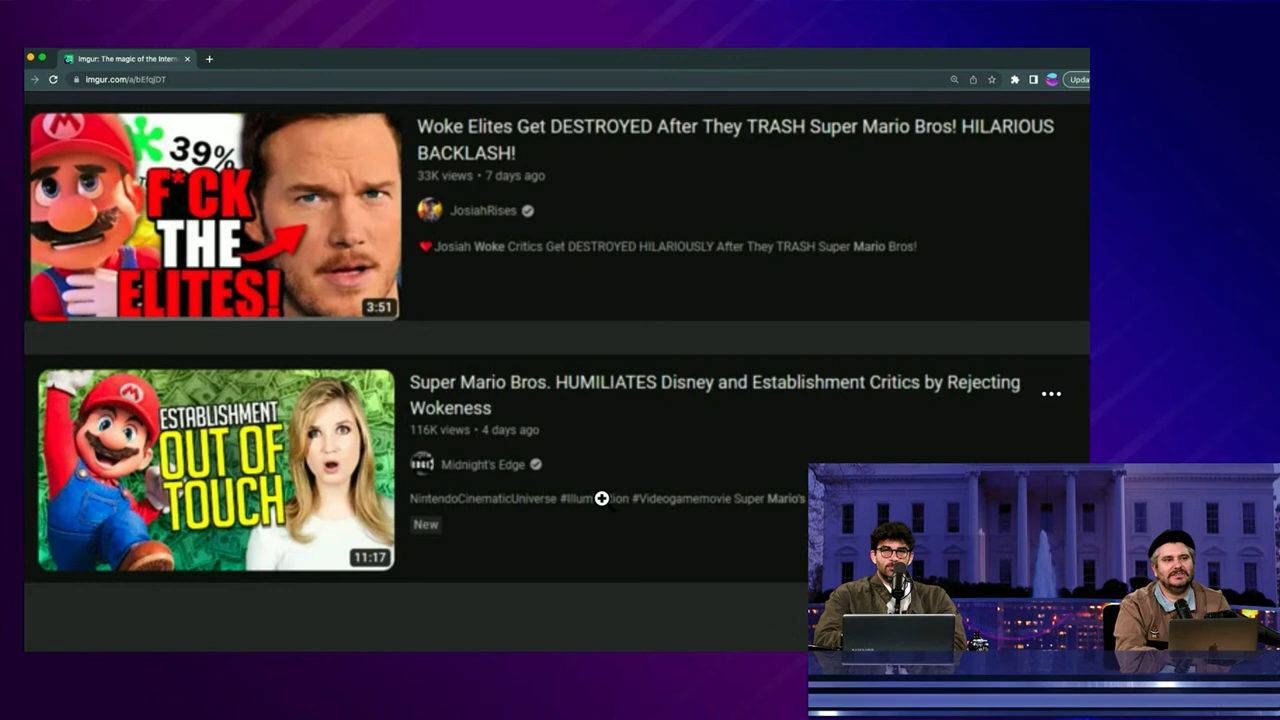 Imgur: The magic of the Intern
imgur.com/a/bEfqjDT
Upda
39%
F*CK
THE
ELITES!
3:51
Woke Elites Get DESTROYED After They TRASH Super Mario Bros! HILARIOUS
BACKLASH!
33K views • 7 days ago
JosiahRises
❤Josiah Woke Critics Get DESTROYED HILARIOUSLY After They TRASH Super Mario Bros!
ESTABLISHMENT
OUT OF
TOUCH
11:17
Super Mario Bros. HUMILIATES Disney and Establishment Critics by Rejecting
Wokeness
116K views • 4 days ago
Midnight's Edge
NintendoCinematicUniverse #Videogamemovie Super Mario's
New